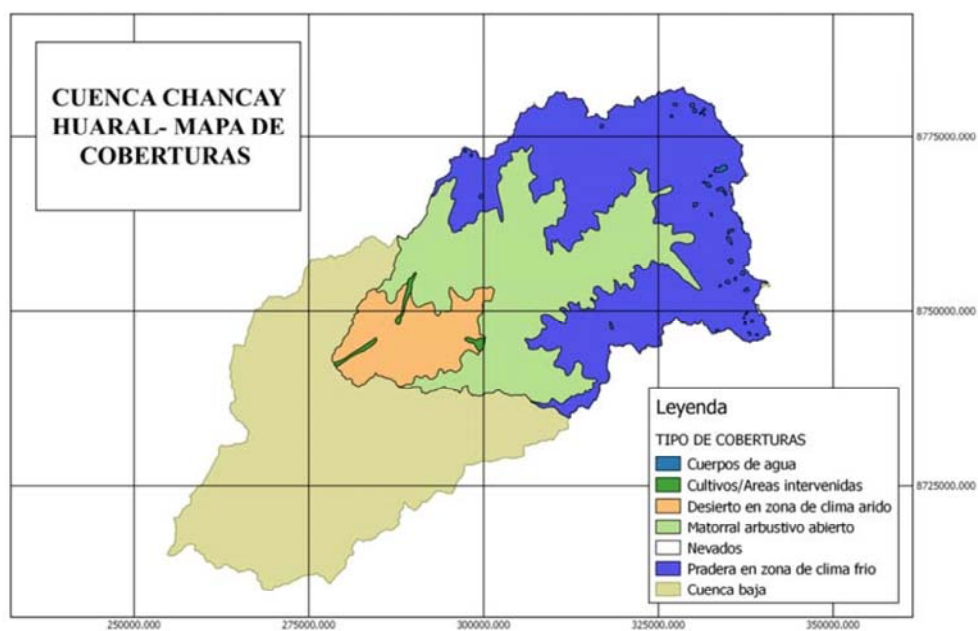 CUENCA CHANCAY
HUARAL- MAPA DE
COBERTURAS
8775000.000
8750000.000
8725000.000
Leyenda
TIPO DE COBERTURAS
Cuerpos de agua
Cultivos/Areas intervenidas
Desierto en zona de clima arido
Matorral arbustivo abierto
Nevados
Pradera en zona de clima frio
Cuenca baja
250000.000 275000.000 300000.000 325000.000 350000.000